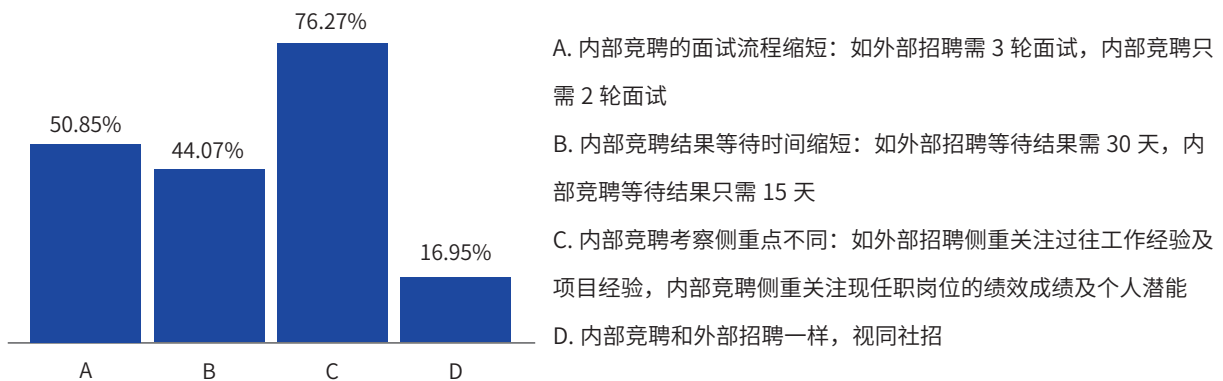 76.27%
50.85%
44.07%
16.95%
A
B
C
D
A. 内部竞聘的面试流程缩短：如外部招聘需 3 轮面试，内部竞聘只
需 2 轮面试
B. 内部竞聘结果等待时间缩短：如外部招聘等待结果需 30 天，内
部竞聘等待结果只需 15 天
C. 内部竞聘考察侧重点不同：如外部招聘侧重关注过往工作经验及
项目经验，内部竞聘侧重关注现任职岗位的绩效成绩及个人潜能
D. 内部竞聘和外部招聘一样，视同社招